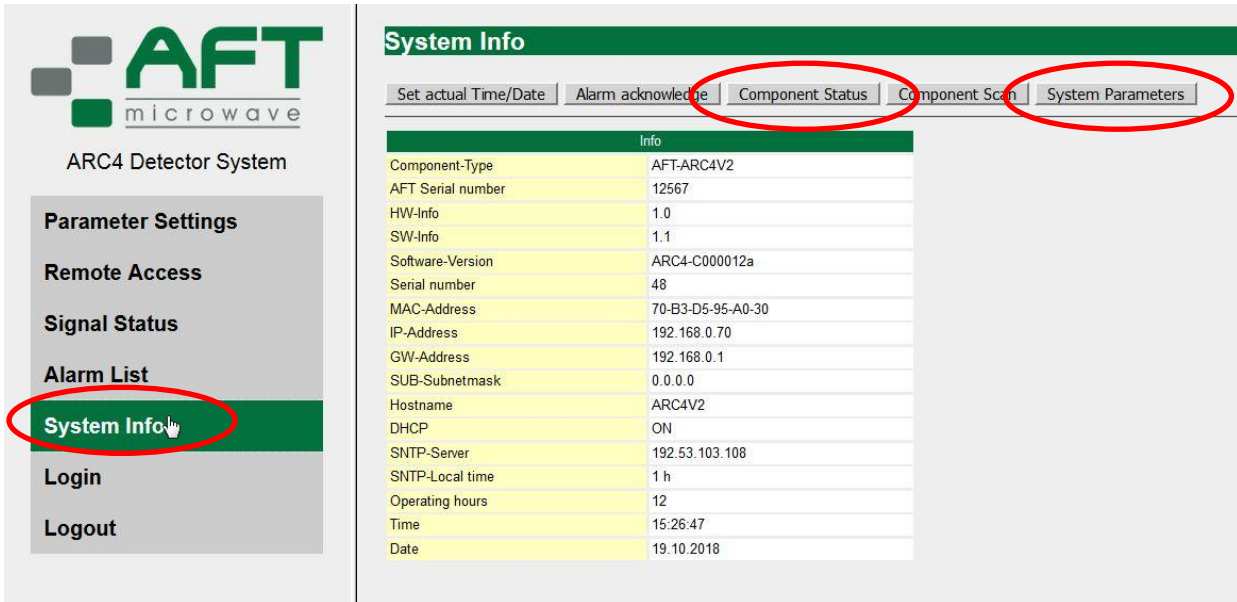 AFT
microwave
ARC4 Detector System
Parameter Settings
Remote Access
Signal Status
Alarm List
System Info
Login
Logout
System Info
Set actual Time/Date Alarm acknowledge Component Status Component Scan System Parameters
Info
Component-Type AFT-ARC4V2
AFT Serial number 12567
HW-Info 1.0
SW-Info 1.1
Software-Version ARC4-C000012a
Serial number 48
MAC-Address 70-B3-D5-95-A0-30
IP-Address 192.168.0.70
GW-Address 192.168.0.1
SUB-Subnetmask 0.0.0.0
Hostname ARC4V2
DHCP ON
SNTP-Server 192.53.103.108
SNTP-Local time 1 h
Operating hours 12
Time 15:26:47
Date 19.10.2018